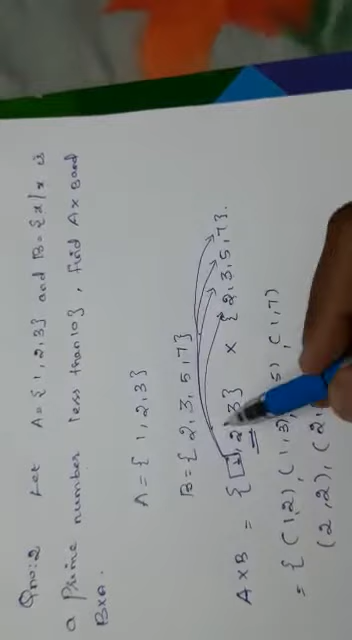 Qno:2 Let A = {1, 2, 3} and B = {x/x is
a Prime number less than 10}, find AxB and
BxA.
A = {1, 2, 3}
B = {2, 3, 5, 7}
A x B = {1, 2, 3} x {2, 3, 5, 7}.
= {(1,2), (1,3), 5), (1,7)
(2,2), (2,